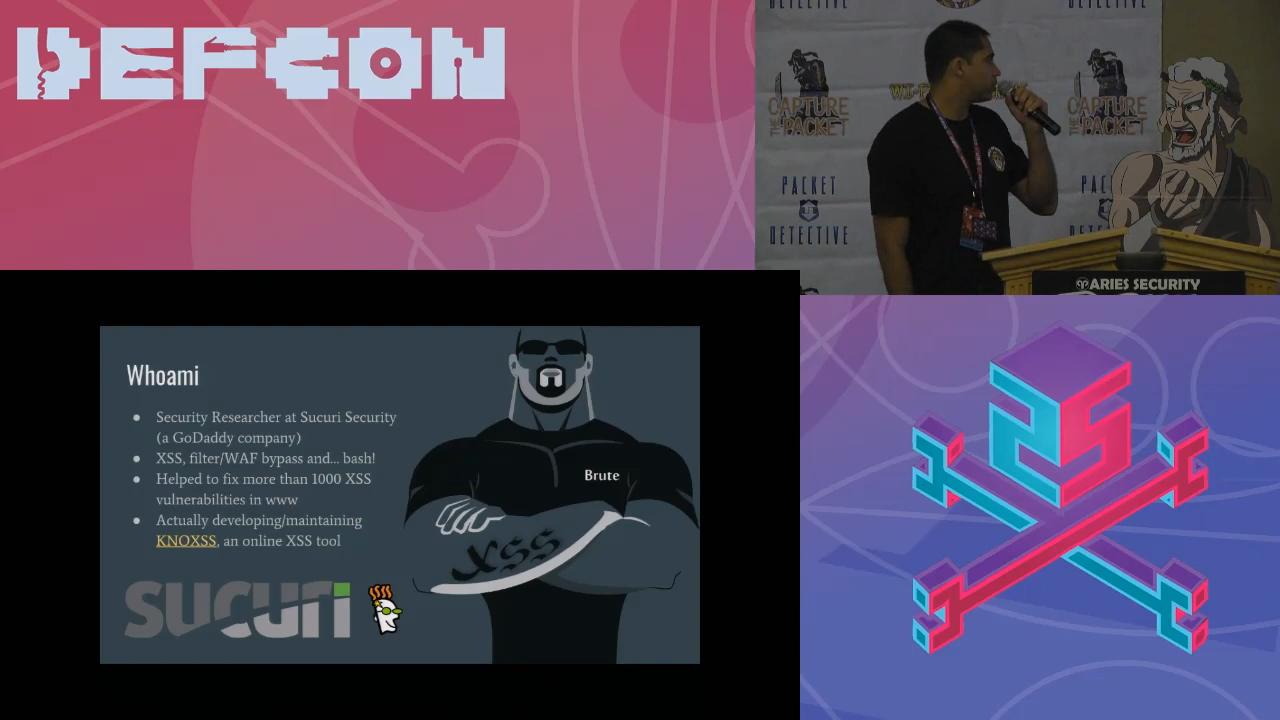 DEFCON
DETECTIVE
DETECTIVE
CAPTURE
THE PACKET
CAPTURE
THE PACKET
PACKET
DETECTIVE
ARIES SECURITY
Whoami
● Security Researcher at Sucuri Security
(a GoDaddy company)
● XSS, filter/WAF bypass and... bash!
● Helped to fix more than 1000 XSS
vulnerabilities in www
● Actually developing/maintaining
KNOXSS, an online XSS tool
Brute
XSS
sucuri
25